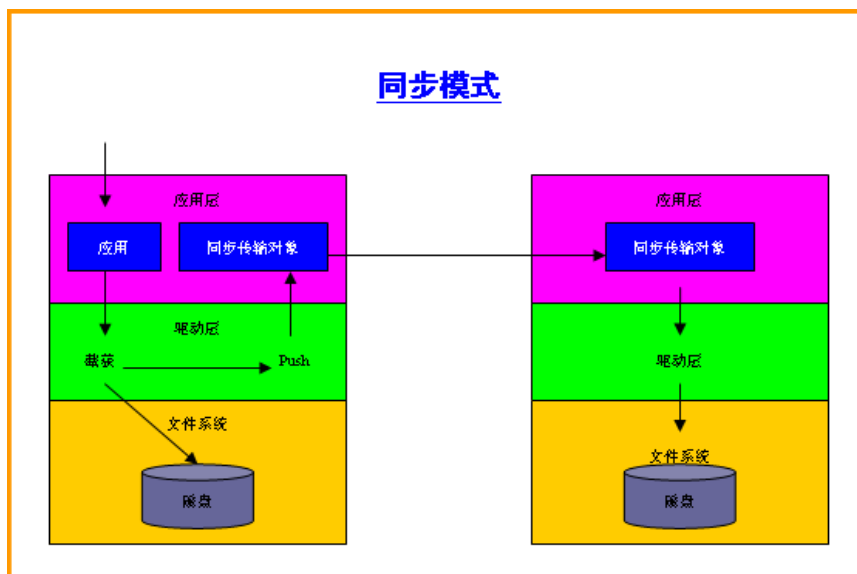 同步模式
应用层
应用
同步传输对象
驱动层
截获
Push
文件系统
磁盘
应用层
同步传输对象
驱动层
文件系统
磁盘